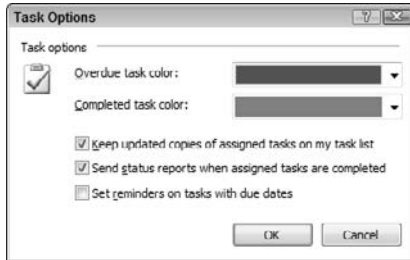 Task Options
Task options
Overdue task color:
Completed task color:
Keep updated copies of assigned tasks on my task list
Send status reports when assigned tasks are completed
Set reminders on tasks with due dates
OK
Cancel